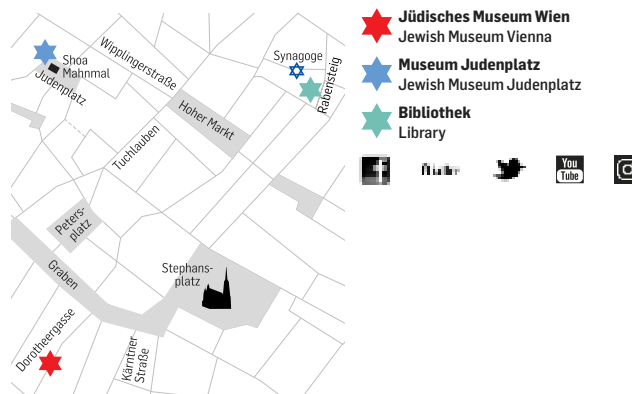 Shoa
Mahnmal
Judenplatz
Wipplingerstraße
Synagoge
Rabensteig
Hoher Markt
Tuchlauben
Peters-
platz
Graben
Stephans-
platz
Dorotheergasse
Kärntner
Straße
Jüdisches Museum Wien
Jewish Museum Vienna
Museum Judenplatz
Jewish Museum Judenplatz
Bibliothek
Library
f
You
Tube